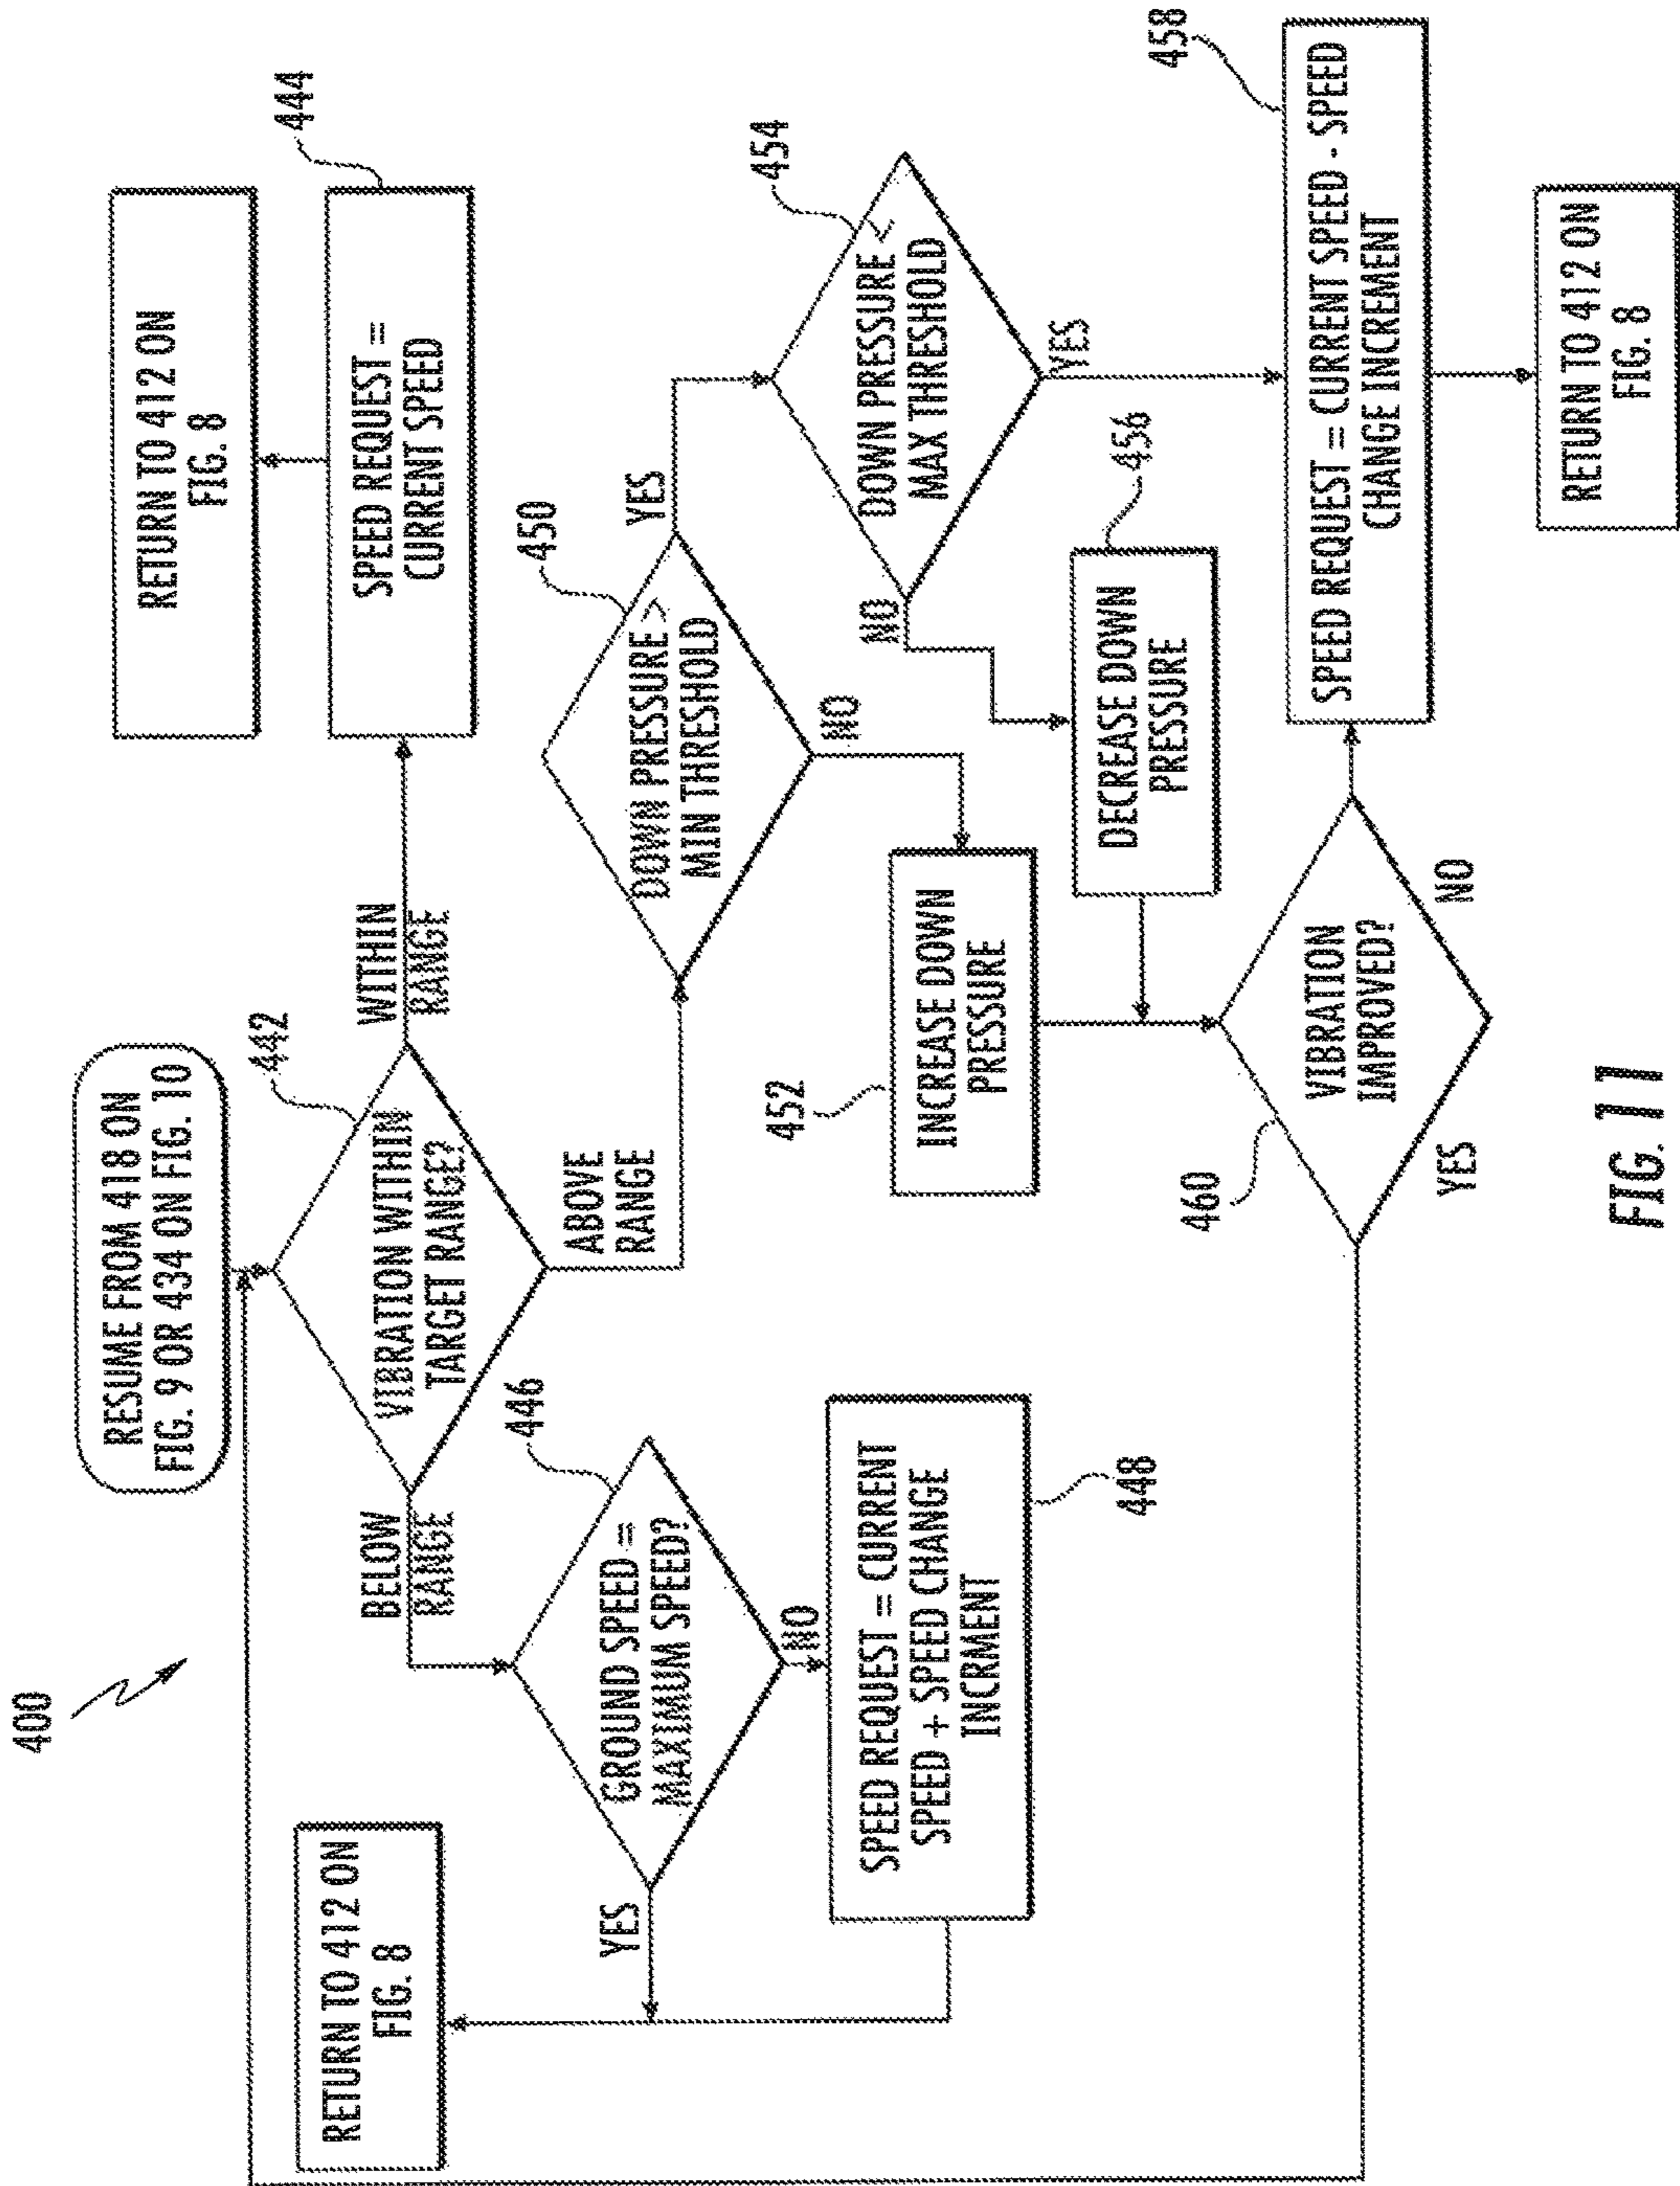 400
RESUME FROM 418 ON
FIG. 9 OR 434 ON FIG. 10
442
VIBRATION WITHIN
TARGET RANGE?
WITHIN
RANGE
444
SPEED REQUEST =
CURRENT SPEED
RETURN TO 412 ON
FIG. 8
BELOW
RANGE
446
GROUND SPEED =
MAXIMUM SPEED?
YES
NO
RETURN TO 412 ON
FIG. 8
SPEED REQUEST = CURRENT
SPEED + SPEED CHANGE
INCRMENT
448
ABOVE
RANGE
450
DOWN PRESSURE >
MIN THRESHOLD
YES
NO
454
DOWN PRESSURE <
MAX THRESHOLD
NO
YES
452
INCREASE DOWN
PRESSURE
456
DECREASE DOWN
PRESSURE
460
VIBRATION
IMPROVED?
YES
NO
458
SPEED REQUEST = CURRENT SPEED - SPEED
CHANGE INCREMENT
RETURN TO 412 ON
FIG. 8
FIG. 11